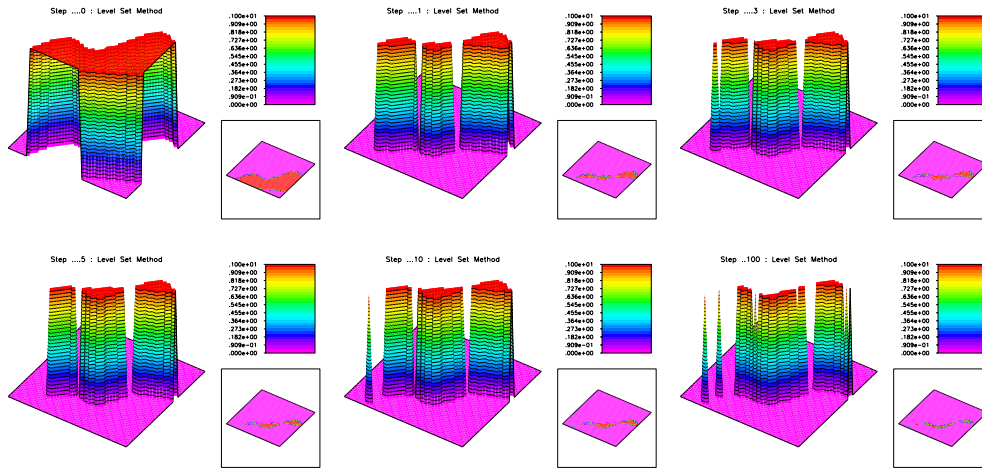 Step ....0 : Level Set Method
.100e+01
.909e+00
.818e+00
.727e+00
.636e+00
.545e+00
.455e+00
.364e+00
.273e+00
.182e+00
.909e-01
.000e+00
Step ....1 : Level Set Method
.100e+01
.909e+00
.818e+00
.727e+00
.636e+00
.545e+00
.455e+00
.364e+00
.273e+00
.182e+00
.909e-01
.000e+00
Step ....3 : Level Set Method
.100e+01
.909e+00
.818e+00
.727e+00
.636e+00
.545e+00
.455e+00
.364e+00
.273e+00
.182e+00
.909e-01
.000e+00
Step ....5 : Level Set Method
.100e+01
.909e+00
.818e+00
.727e+00
.636e+00
.545e+00
.455e+00
.364e+00
.273e+00
.182e+00
.909e-01
.000e+00
Step ...10 : Level Set Method
.100e+01
.909e+00
.818e+00
.727e+00
.636e+00
.545e+00
.455e+00
.364e+00
.273e+00
.182e+00
.909e-01
.000e+00
Step ..100 : Level Set Method
.100e+01
.909e+00
.818e+00
.727e+00
.636e+00
.545e+00
.455e+00
.364e+00
.273e+00
.182e+00
.909e-01
.000e+00